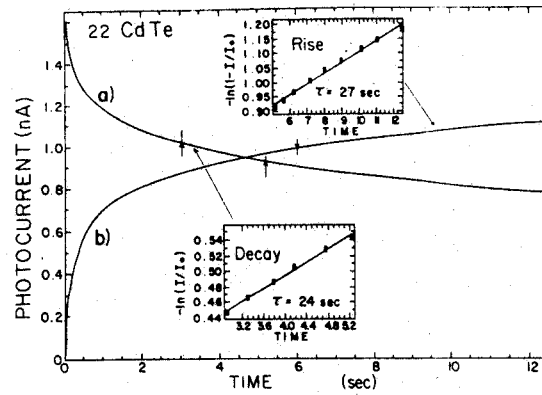 22 CdTe
PHOTOCURRENT (nA)
1.6
1.4
1.2
1.0
0.8
0.6
0.4
0.2
0
a)
b)
-ln(1-I/I₀)
1.20
1.15
1.10
1.05
1.00
0.95
0.90
Rise
τ = 27 sec
6 7 8 9 10 11 12
TIME
-ln(I/I₀)
0.54
0.52
0.50
0.48
0.46
0.44
Decay
τ = 24 sec
3.2 3.6 4.0 4.4 4.8 5.2
TIME
0 2 4 6 8 10 12
TIME (sec)